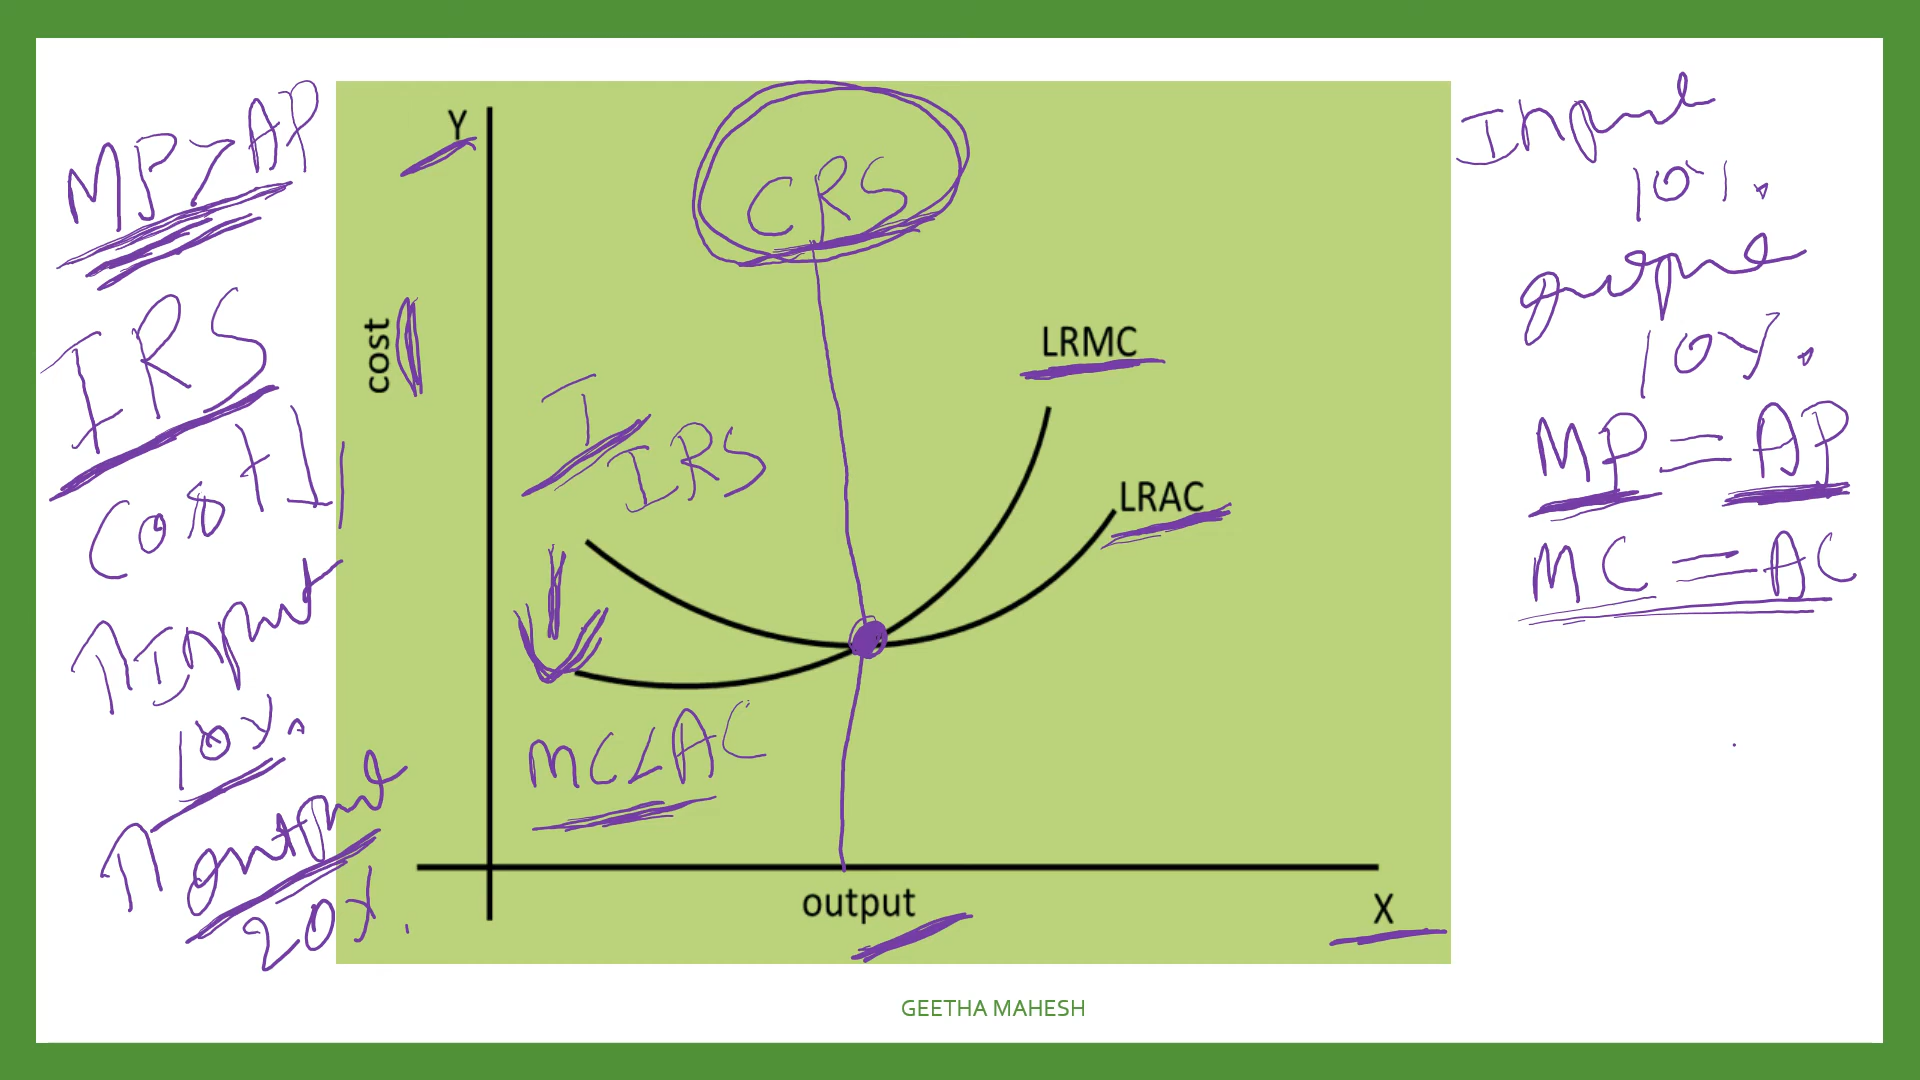 MP>AP
IRS
cost↓
↑Input
10%.
↑output
20%.
Y
cost
CRS
I
IRS
LRMC
LRAC
MC<AC
output
X
Input
10%.
output
10%.
MP=AP
MC=AC
GEETHA MAHESH